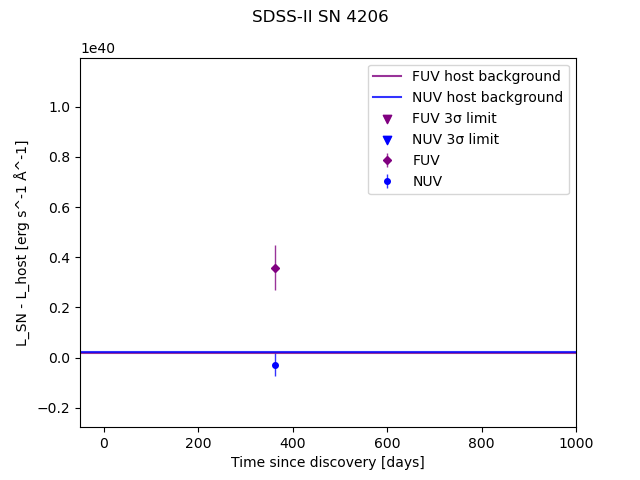 SDSS-II SN 4206
1e40
FUV host background
NUV host background
FUV 3σ limit
NUV 3σ limit
FUV
NUV
1.0
0.8
0.6
0.4
0.2
0.0
−0.2
L_SN - L_host [erg s^-1 Å^-1]
0
200
400
600
800
1000
Time since discovery [days]